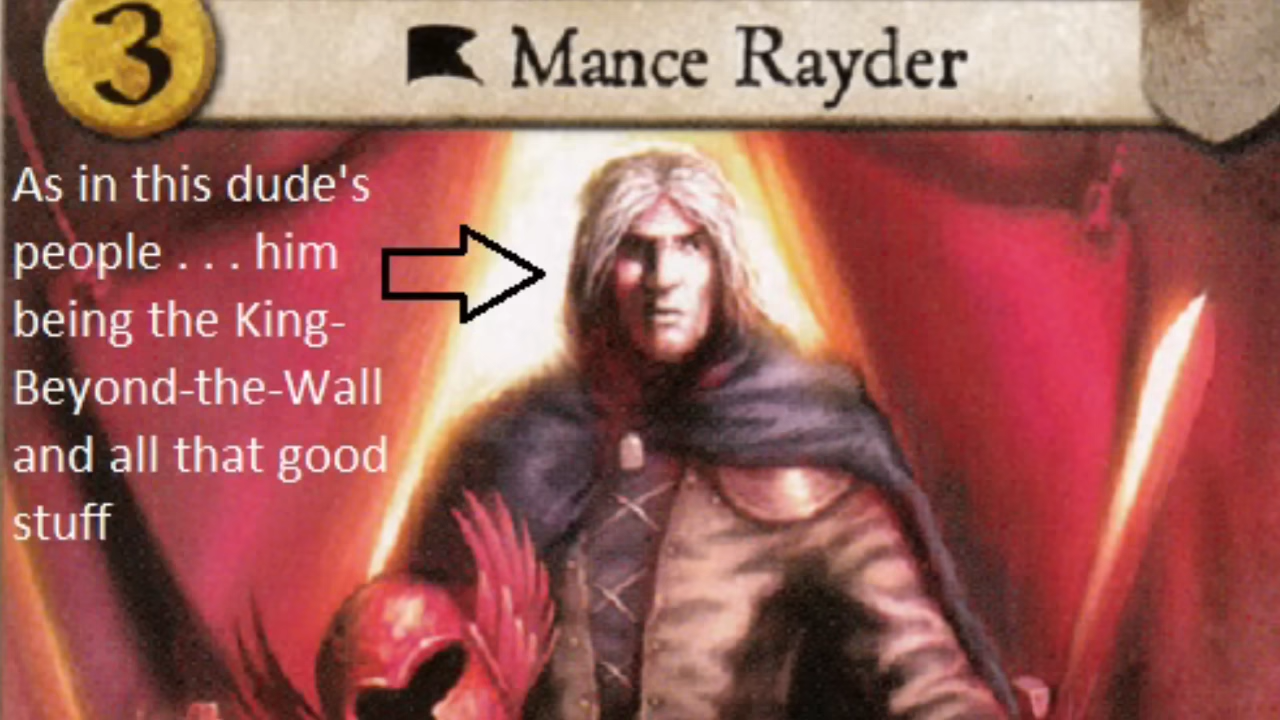 3
Mance Rayder
As in this dude's
people . . . him
being the King-
Beyond-the-Wall
and all that good
stuff